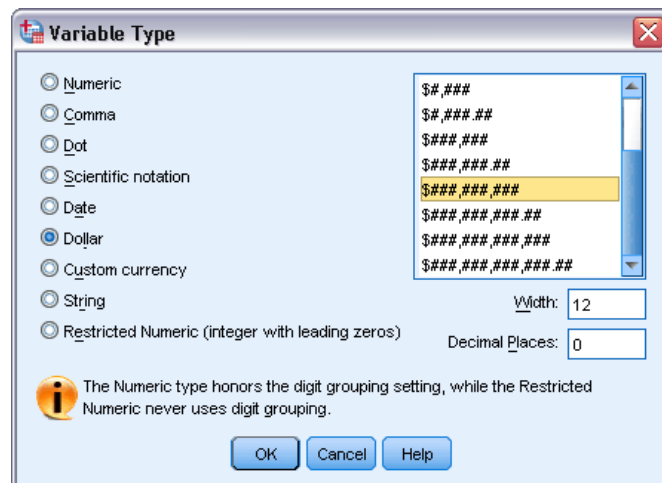 Variable Type
Numeric
Comma
Dot
Scientific notation
Date
Dollar
Custom currency
String
Restricted Numeric (integer with leading zeros)
$#,###
$#,###.##
$###,###
$###,###.##
$###,###,###
$###,###,###.##
$###,###,###,###
$###,###,###,###.##
Width: 12
Decimal Places: 0
The Numeric type honors the digit grouping setting, while the Restricted
Numeric never uses digit grouping.
OK Cancel Help